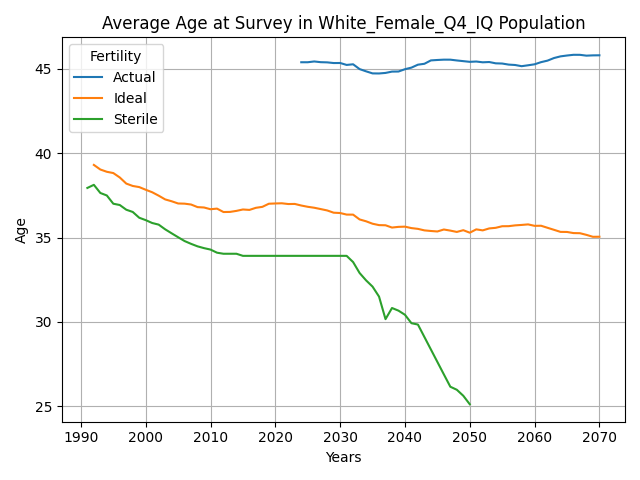 Average Age at Survey in White_Female_Q4_IQ Population
Fertility
Actual
Ideal
Sterile
Age
45
40
35
30
25
1990 2000 2010 2020 2030 2040 2050 2060 2070
Years